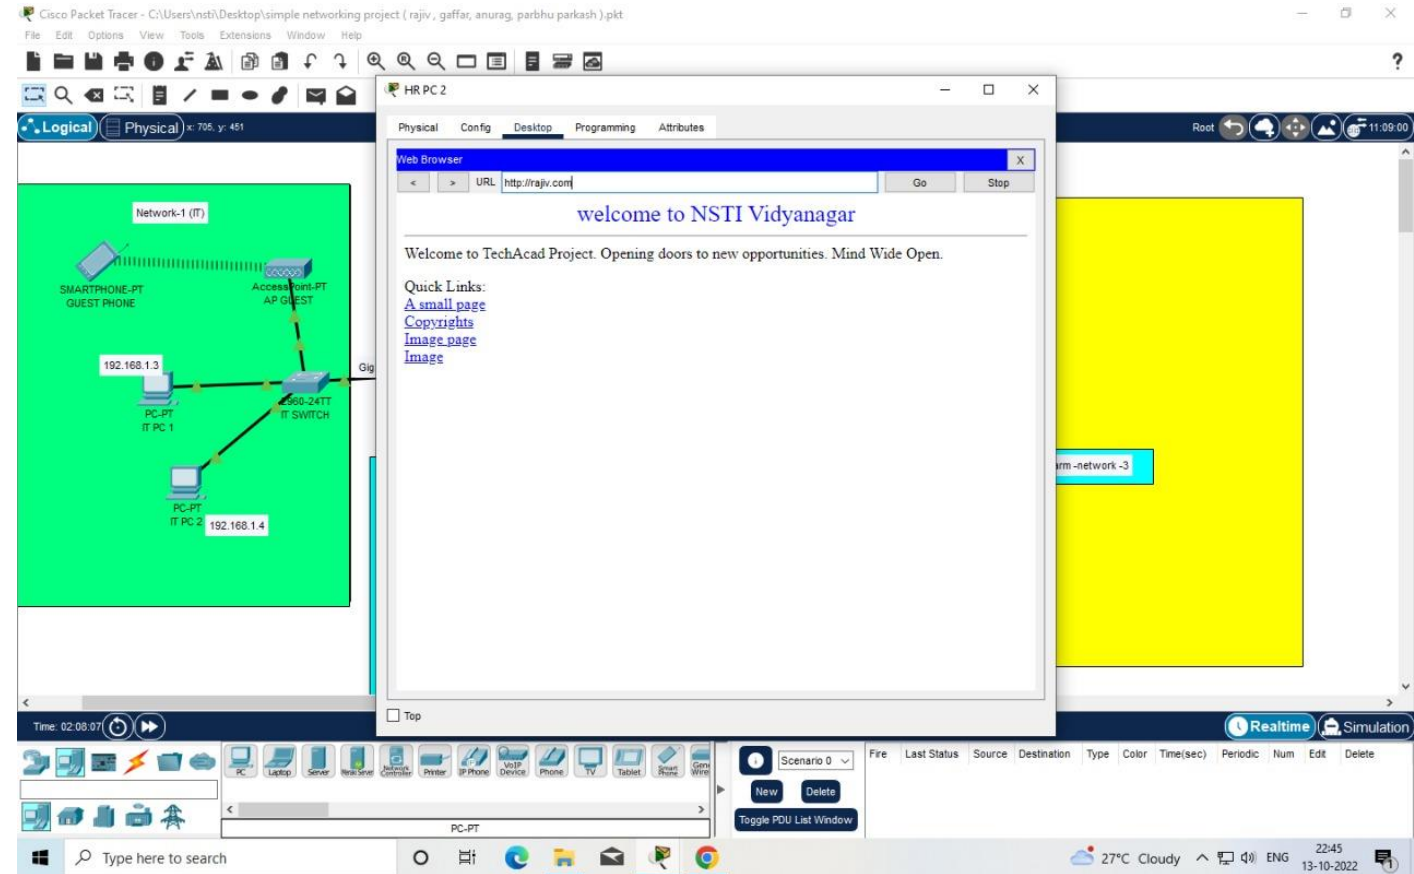 Cisco Packet Tracer - C:\Users\nsti\Desktop\simple networking project ( rajiv , gaffar, anurag, parbhu parkash ).pkt
File Edit Options View Tools Extensions Window Help
?
HR PC 2
Logical Physical x: 705, y: 451
Root 11:09:00
Physical Config Desktop Programming Attributes
Web Browser X
< > URL http://rajiv.com Go Stop
welcome to NSTI Vidyanagar
Welcome to TechAcad Project. Opening doors to new opportunities. Mind Wide Open.
Quick Links:
A small page
Copyrights
Image page
Image
Network-1 (IT)
SMARTPHONE-PT
GUEST PHONE
AccessPoint-PT
AP GUEST
192.168.1.3
Gig
PC-PT
IT PC 1
2960-24TT
IT SWITCH
PC-PT
IT PC 2
192.168.1.4
arm -network -3
Top
Time: 02:08:07
Realtime Simulation
PC Laptop Server Printer IP Phone VoIP Device Phone TV Tablet Smart Phone
PC-PT
Scenario 0
New Delete
Toggle PDU List Window
Fire Last Status Source Destination Type Color Time(sec) Periodic Num Edit Delete
Type here to search
27°C Cloudy ENG
22:45
13-10-2022
1